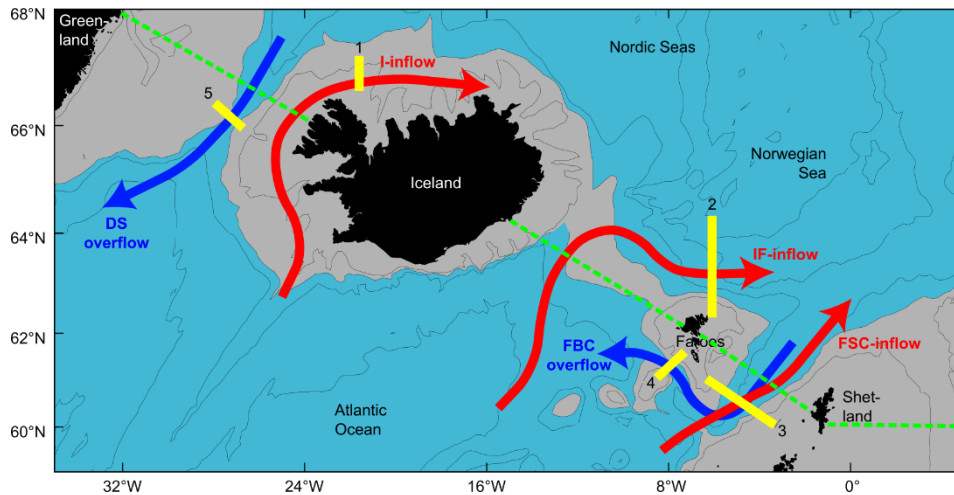 68°N
Green-
land
1
I-inflow
Nordic Seas
5
66°N
Norwegian
Sea
Iceland
2
DS
overflow
64°N
IF-inflow
62°N
FBC
overflow
Faroes
FSC-inflow
4
Shet-
land
Atlantic
Ocean
3
60°N
32°W
24°W
16°W
8°W
0°